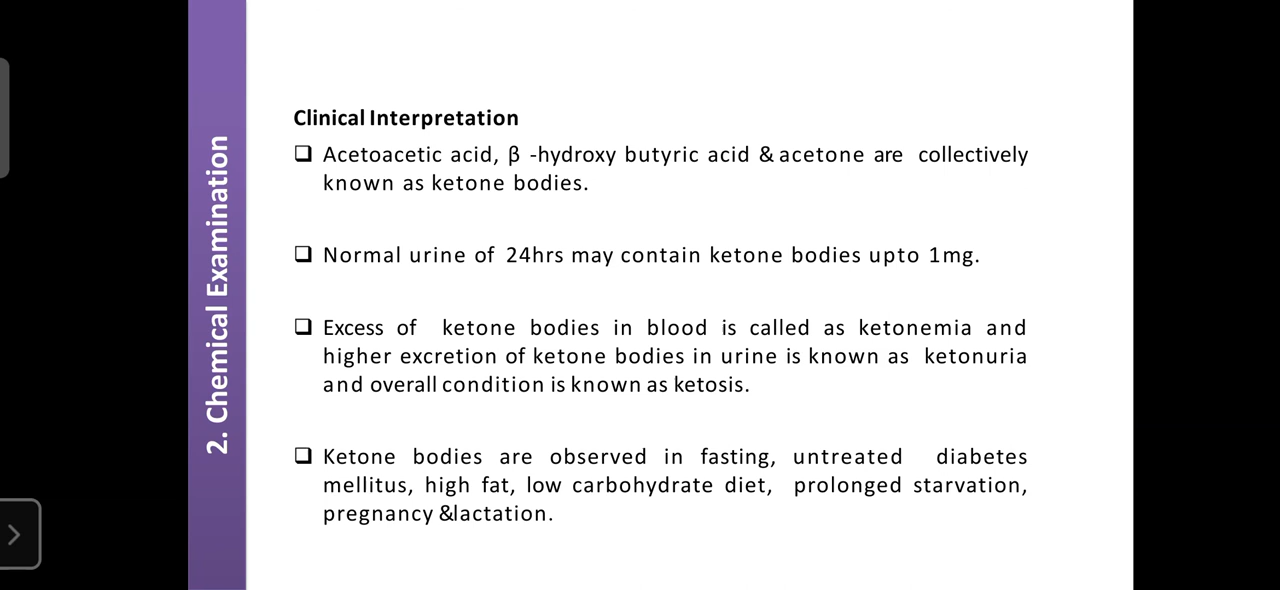 2. Chemical Examination
Clinical Interpretation
❑ Acetoacetic acid, β -hydroxy butyric acid & acetone are collectively
known as ketone bodies.
❑ Normal urine of 24hrs may contain ketone bodies upto 1mg.
❑ Excess of ketone bodies in blood is called as ketonemia and
higher excretion of ketone bodies in urine is known as ketonuria
and overall condition is known as ketosis.
❑ Ketone bodies are observed in fasting, untreated diabetes
mellitus, high fat, low carbohydrate diet, prolonged starvation,
pregnancy &lactation.